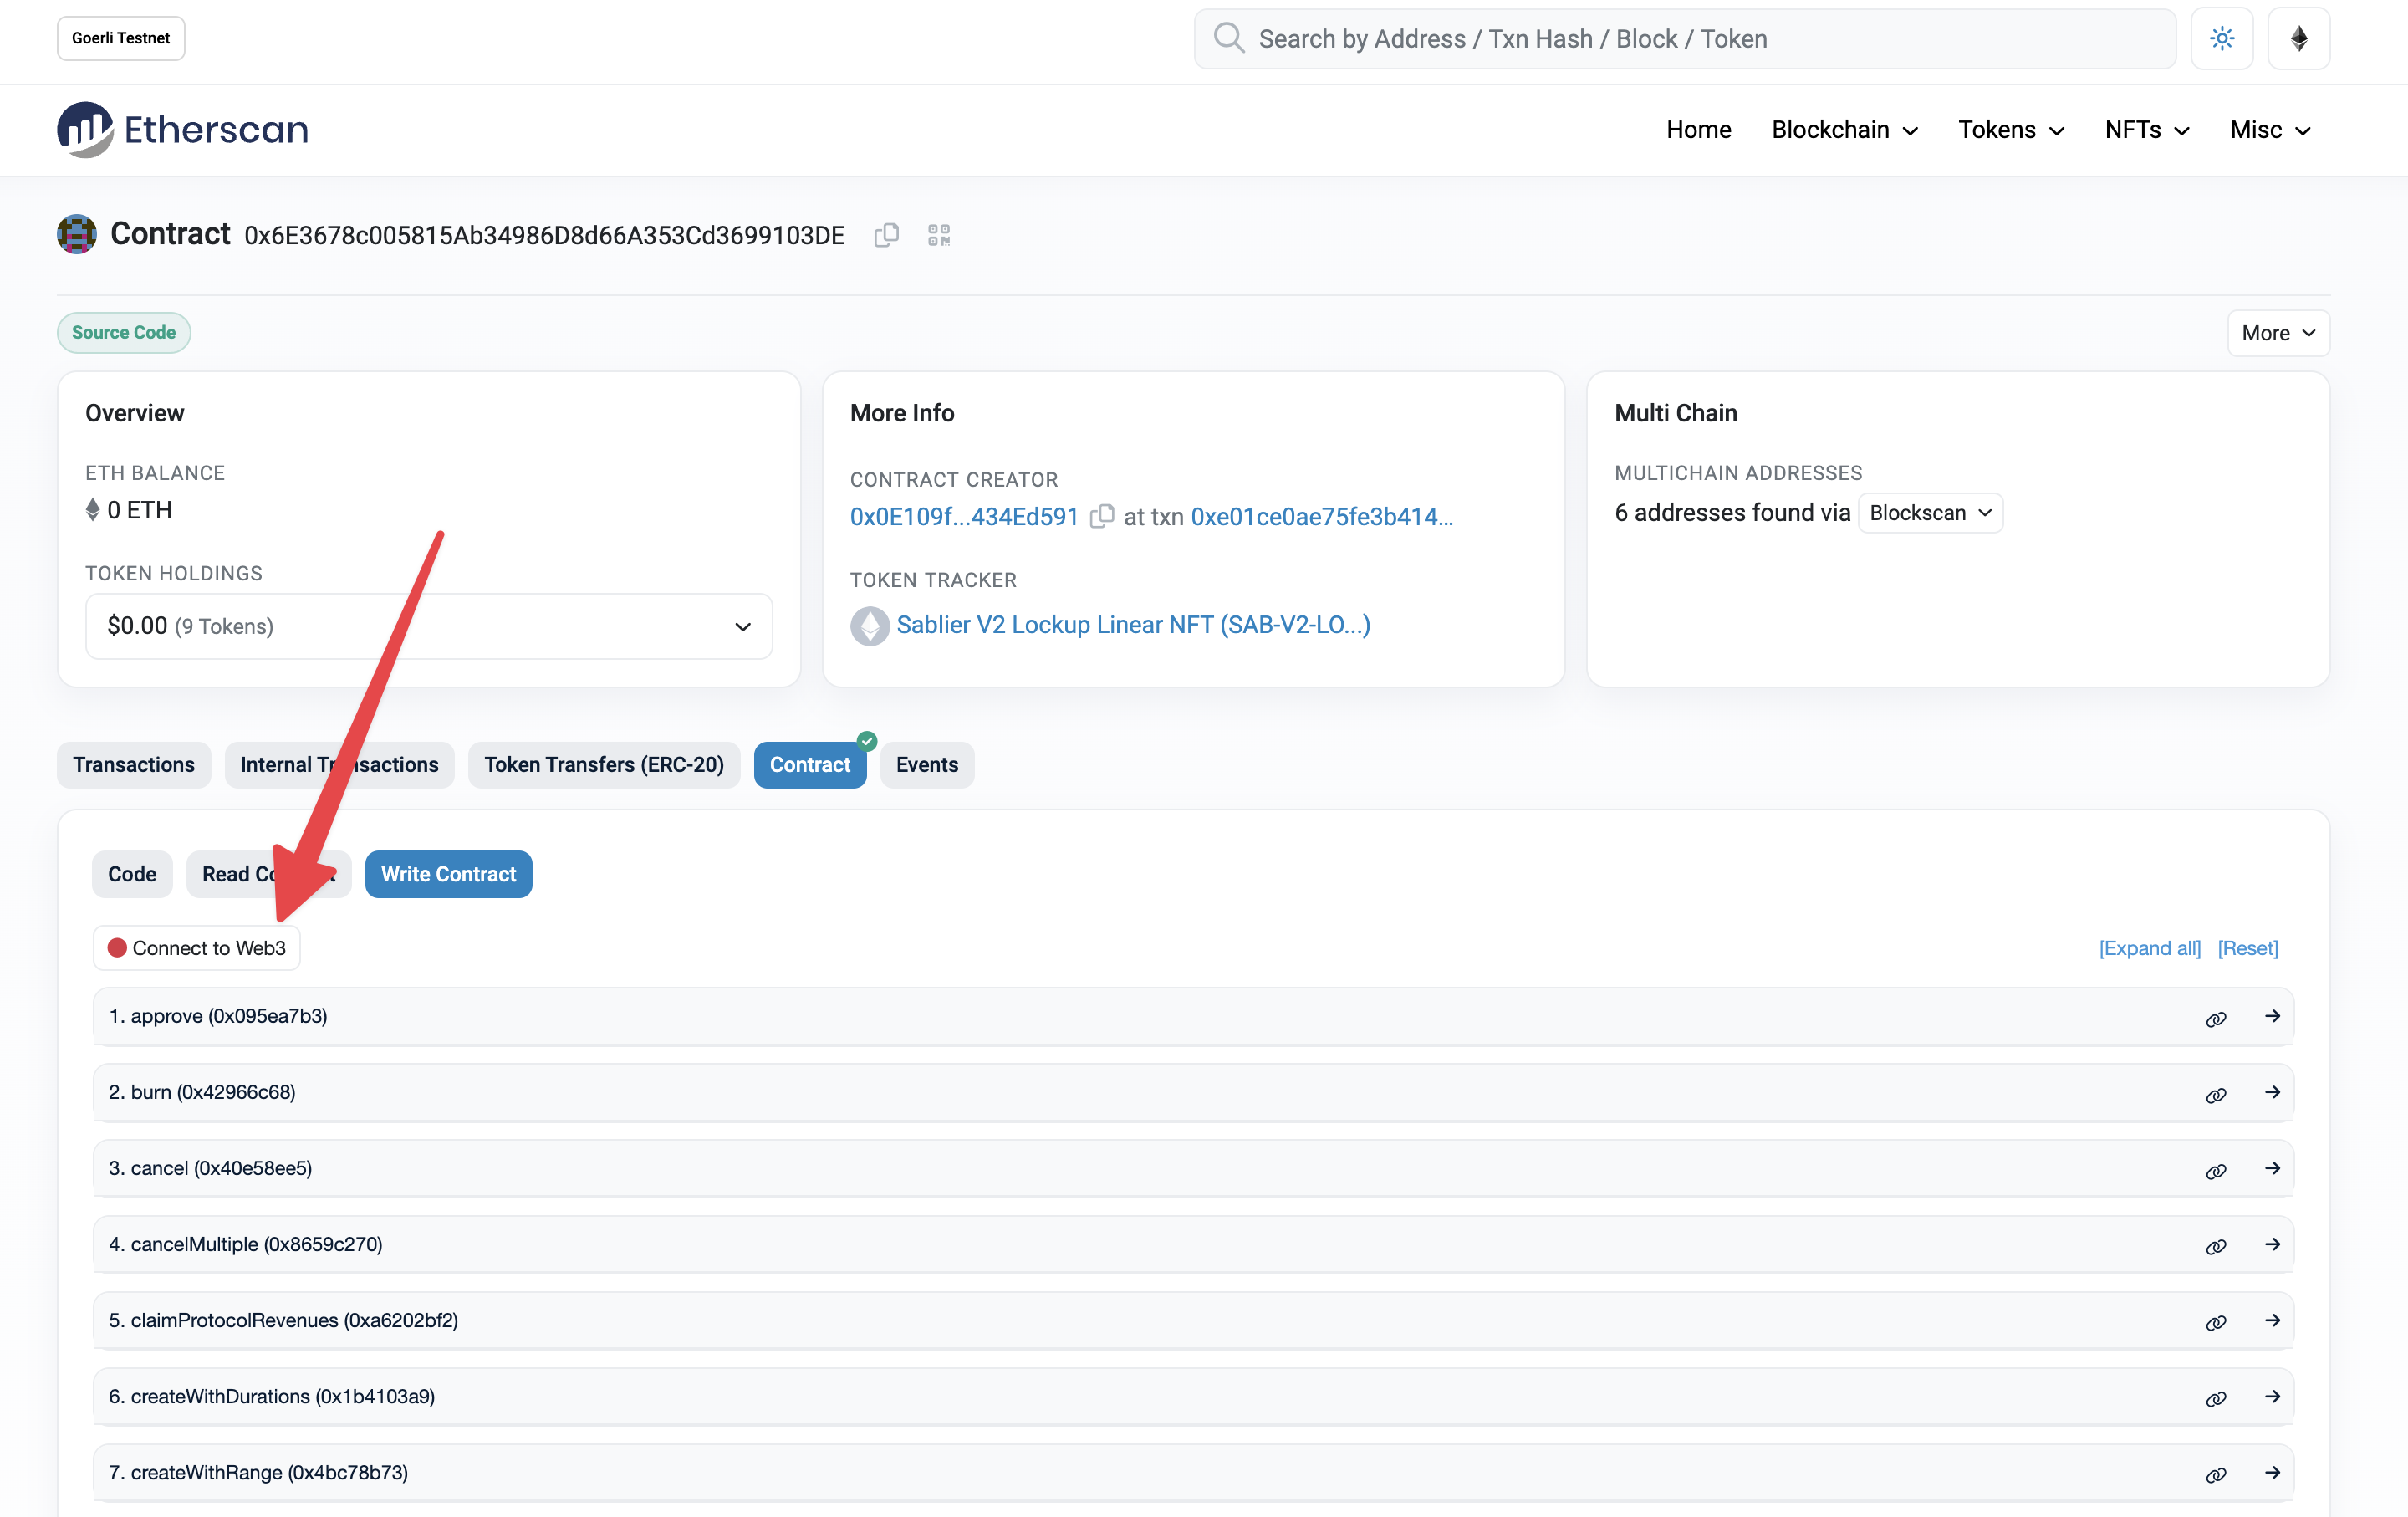 Goerli Testnet
Search by Address / Txn Hash / Block / Token
Etherscan
Home Blockchain Tokens NFTs Misc
Contract 0x6E3678c005815Ab34986D8d66A353Cd3699103DE
Source Code
More
Overview
ETH BALANCE
0 ETH
TOKEN HOLDINGS
$0.00 (9 Tokens)
More Info
CONTRACT CREATOR
0x0E109f...434Ed591 at txn 0xe01ce0ae75fe3b414...
TOKEN TRACKER
Sablier V2 Lockup Linear NFT (SAB-V2-LO...)
Multi Chain
MULTICHAIN ADDRESSES
6 addresses found via Blockscan
Transactions Internal Transactions Token Transfers (ERC-20) Contract Events
Code Read Contract Write Contract
Connect to Web3
[Expand all] [Reset]
1. approve (0x095ea7b3)
2. burn (0x42966c68)
3. cancel (0x40e58ee5)
4. cancelMultiple (0x8659c270)
5. claimProtocolRevenues (0xa6202bf2)
6. createWithDurations (0x1b4103a9)
7. createWithRange (0x4bc78b73)